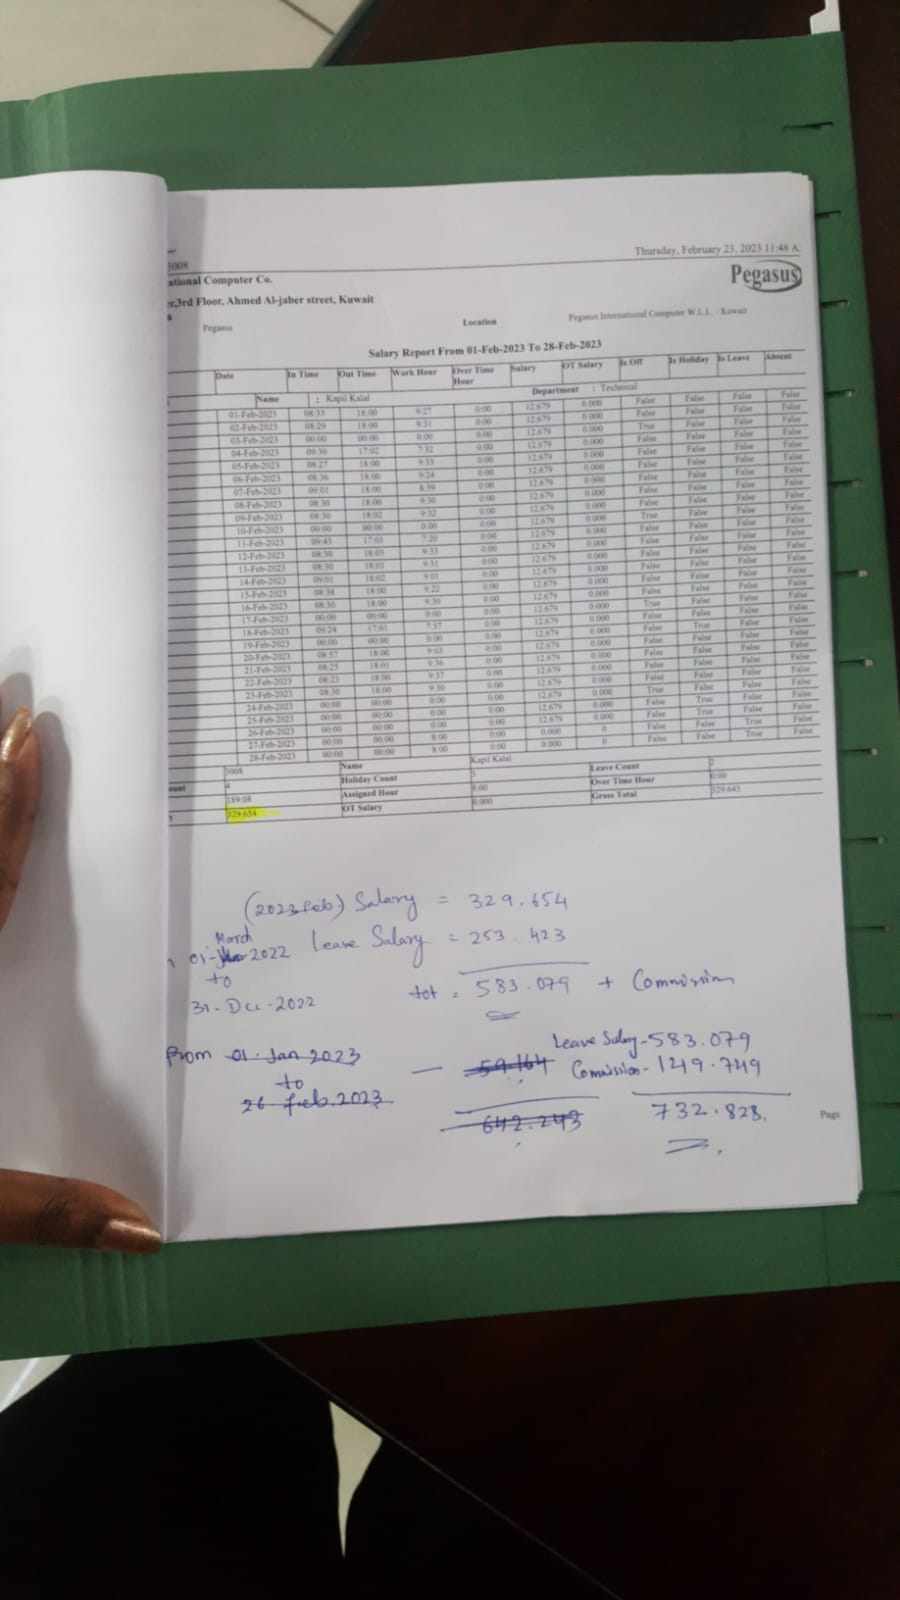 3008
Thursday, February 23, 2023 11:48 A
ational Computer Co.
Pegasus
3rd Floor, Ahmed Al-jaber street, Kuwait
Pegasus Location Pegasus International Computer W.L.L. - Kuwait
Salary Report From 01-Feb-2023 To 28-Feb-2023
Date In Time Out Time Work Hour Over Time Hour Salary OT Salary Is Off Is Holiday Is Leave Absent
Name : Kapil Kalal Department : Technical
01-Feb-2023 08:33 18:00 9:27 0:00 12.679 0.000 False False False False
02-Feb-2023 08:29 18:00 9:31 0:00 12.679 0.000 False False False False
03-Feb-2023 00:00 00:00 0:00 0:00 12.679 0.000 True False False False
04-Feb-2023 09:30 17:02 7:32 0:00 12.679 0.000 False False False False
05-Feb-2023 08:27 18:00 9:33 0:00 12.679 0.000 False False False False
06-Feb-2023 08:36 18:00 9:24 0:00 12.679 0.000 False False False False
07-Feb-2023 09:01 18:00 8:59 0:00 12.679 0.000 False False False False
08-Feb-2023 08:30 18:00 9:30 0:00 12.679 0.000 False False False False
09-Feb-2023 08:30 18:02 9:32 0:00 12.679 0.000 False False False False
10-Feb-2023 00:00 00:00 0:00 0:00 12.679 0.000 True False False False
11-Feb-2023 09:43 17:03 7:20 0:00 12.679 0.000 False False False False
12-Feb-2023 08:30 18:03 9:33 0:00 12.679 0.000 False False False False
13-Feb-2023 08:30 18:01 9:31 0:00 12.679 0.000 False False False False
14-Feb-2023 09:01 18:02 9:01 0:00 12.679 0.000 False False False False
15-Feb-2023 08:38 18:00 9:22 0:00 12.679 0.000 False False False False
16-Feb-2023 08:30 18:00 9:30 0:00 12.679 0.000 False False False False
17-Feb-2023 00:00 00:00 0:00 0:00 12.679 0.000 True False False False
18-Feb-2023 09:24 17:01 7:37 0:00 12.679 0.000 False False False False
19-Feb-2023 00:00 00:00 0:00 0:00 12.679 0.000 False True False False
20-Feb-2023 08:57 18:00 9:03 0:00 12.679 0.000 False False False False
21-Feb-2023 08:25 18:01 9:36 0:00 12.679 0.000 False False False False
22-Feb-2023 08:23 18:00 9:37 0:00 12.679 0.000 False False False False
23-Feb-2023 08:30 18:00 9:30 0:00 12.679 0.000 False False False False
24-Feb-2023 00:00 00:00 0:00 0:00 12.679 0.000 True False False False
25-Feb-2023 00:00 00:00 0:00 0:00 12.679 0.000 False True False False
26-Feb-2023 00:00 00:00 0:00 0:00 12.679 0.000 False True False False
27-Feb-2023 00:00 00:00 8:00 0:00 0.000 0 False False True False
28-Feb-2023 00:00 00:00 8:00 0:00 0.000 0 False False True False
3008 Name Kapil Kalal Leave Count 2
ount 4 Holiday Count 3 Over Time Hour 0:00
189:08 Assigned Hour 8:00 Gross Total 329.643
y 329.654 OT Salary 0.000
(2023 Feb) Salary = 329.654
March
01- 2022 Leave Salary = 253.423
to
31-Dec-2022 tot = 583.079 + Commission
Leave Salary - 583.079
From 01-Jan 2023 — 59.164 Commission - 149.749
to
26 Feb. 2023 642.243 732.828.
Page